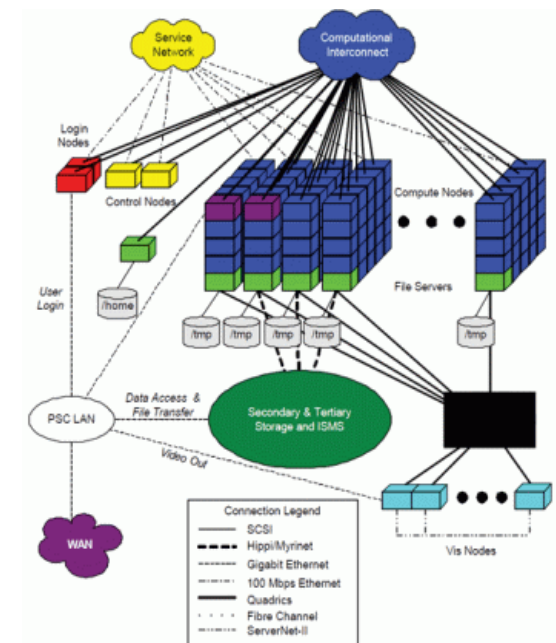 Service
Network
Computational
Interconnect
Login
Nodes
Control Nodes
Compute Nodes
User
Login
/home
File Servers
/tmp
/tmp
/tmp
/tmp
/tmp
PSC LAN
Data Access &
File Transfer
Secondary & Tertiary
Storage and ISMS
Video Out
WAN
Vis Nodes
Connection Legend
SCSI
Hippi/Myrinet
Gigabit Ethernet
100 Mbps Ethernet
Quadrics
Fibre Channel
ServerNet-II